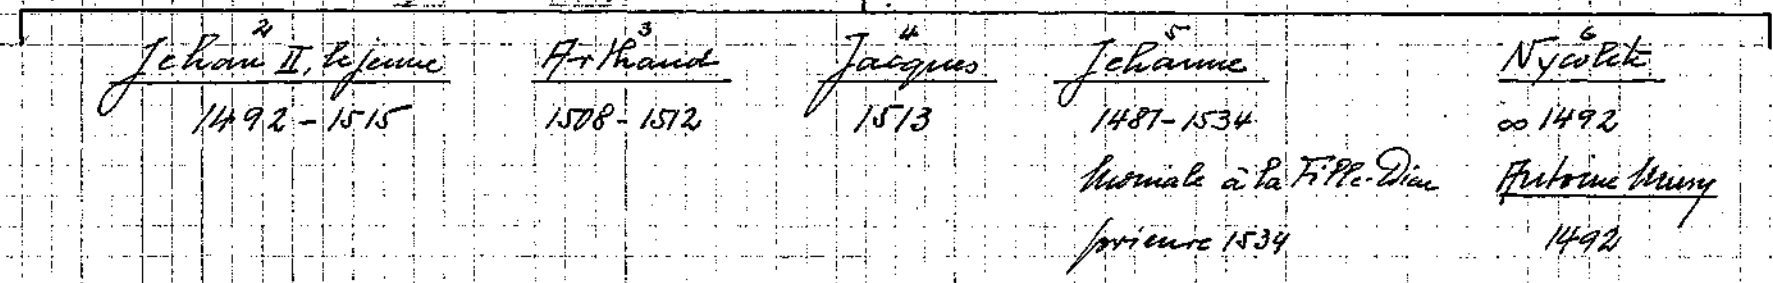 2 3 4 5 6
Jehan II, le jeune Arthaud Jacques Jehanne Nycolete
1492 - 1515 1508 - 1512 1513 1487 - 1534 ∞ 1492
moniale à la Fille-Dieu Antoine Musy
prieure 1534 1492